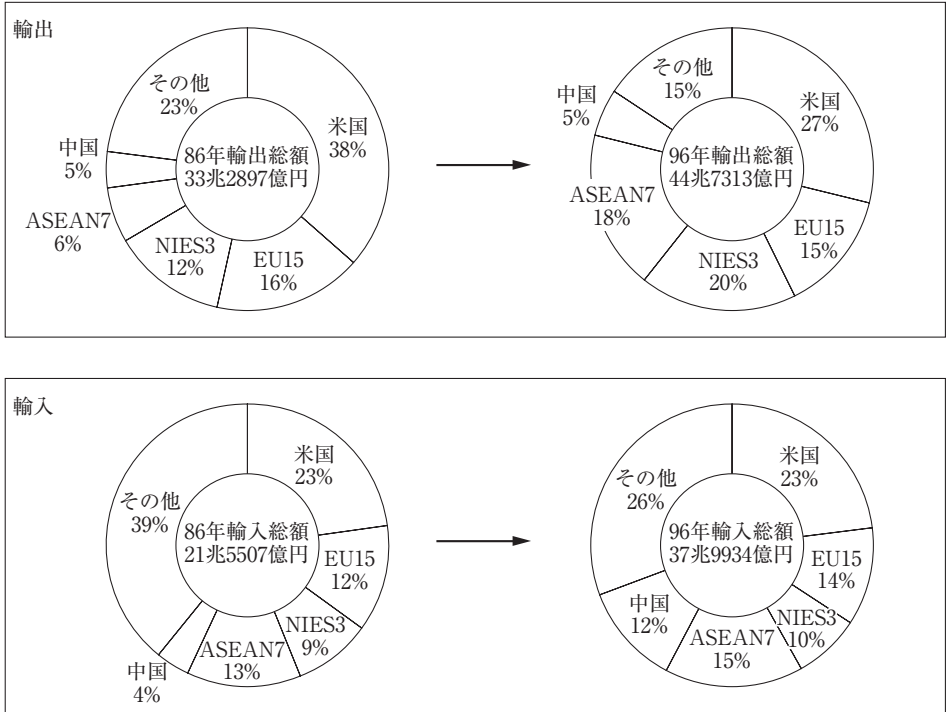 輸出
その他
23%
米国
38%
中国
5%
ASEAN7
6%
NIES3
12%
EU15
16%
86年輸出総額
33兆2897億円
その他
15%
米国
27%
中国
5%
ASEAN7
18%
NIES3
20%
EU15
15%
96年輸出総額
44兆7313億円
輸入
その他
39%
米国
23%
EU15
12%
NIES3
9%
ASEAN7
13%
中国
4%
86年輸入総額
21兆5507億円
その他
26%
米国
23%
EU15
14%
NIES3
10%
ASEAN7
15%
中国
12%
96年輸入総額
37兆9934億円